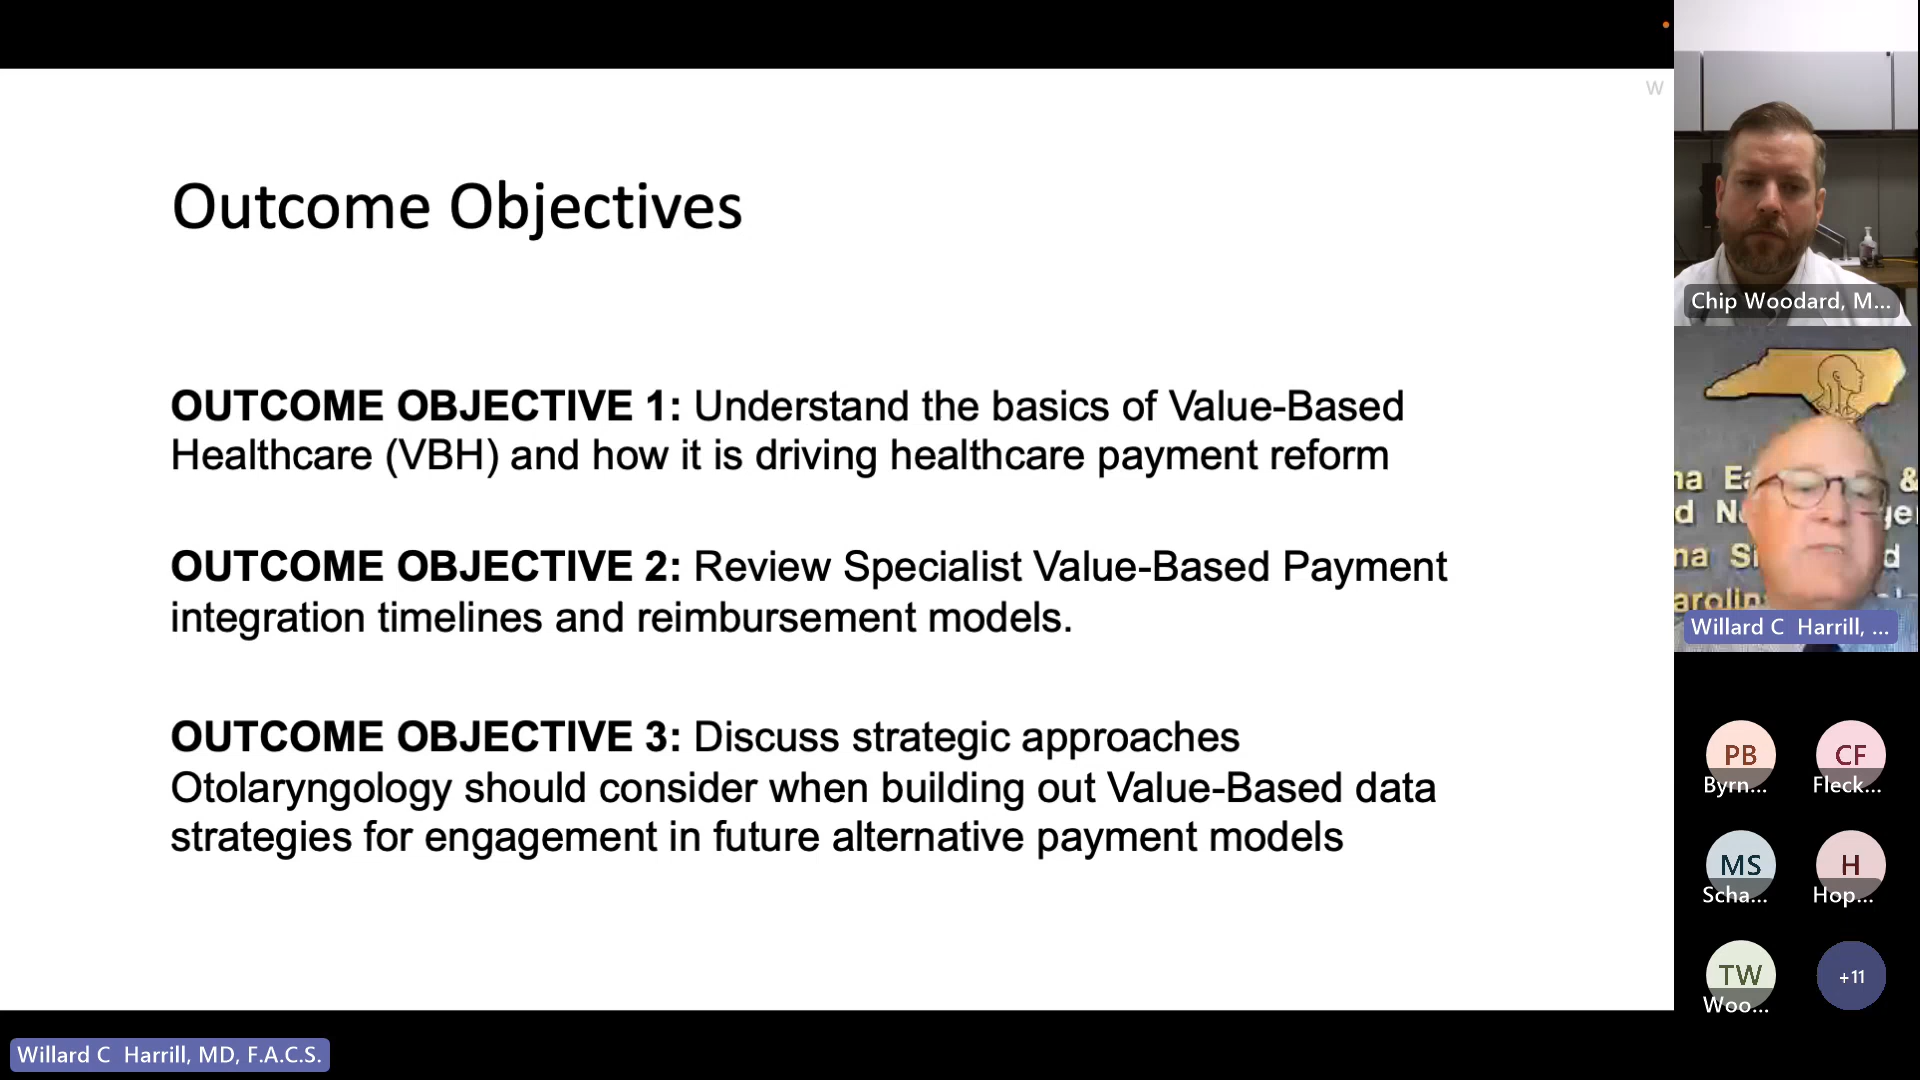 W
Outcome Objectives
OUTCOME OBJECTIVE 1: Understand the basics of Value-Based
Healthcare (VBH) and how it is driving healthcare payment reform
OUTCOME OBJECTIVE 2: Review Specialist Value-Based Payment
integration timelines and reimbursement models.
OUTCOME OBJECTIVE 3: Discuss strategic approaches
Otolaryngology should consider when building out Value-Based data
strategies for engagement in future alternative payment models
Willard C Harrill, MD, F.A.C.S.
Chip Woodard, M...
&
Willard C Harrill, ...
PB
Byrn...
CF
Fleck...
MS
Scha...
H
Hop...
TW
Woo...
+11